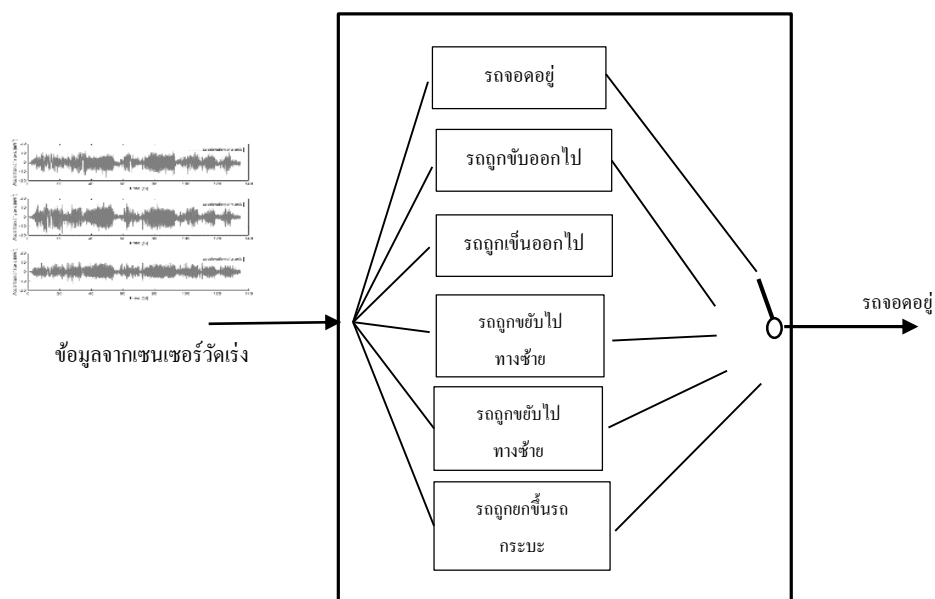 รถจอดอยู่
รถถูกขับออกไป
รถถูกเข็นออกไป
รถถูกขยับไป
ทางซ้าย
รถถูกขยับไป
ทางซ้าย
รถถูกยกขึ้นรถ
กระบะ
ข้อมูลจากเซนเซอร์วัดเร่ง
รถจอดอยู่